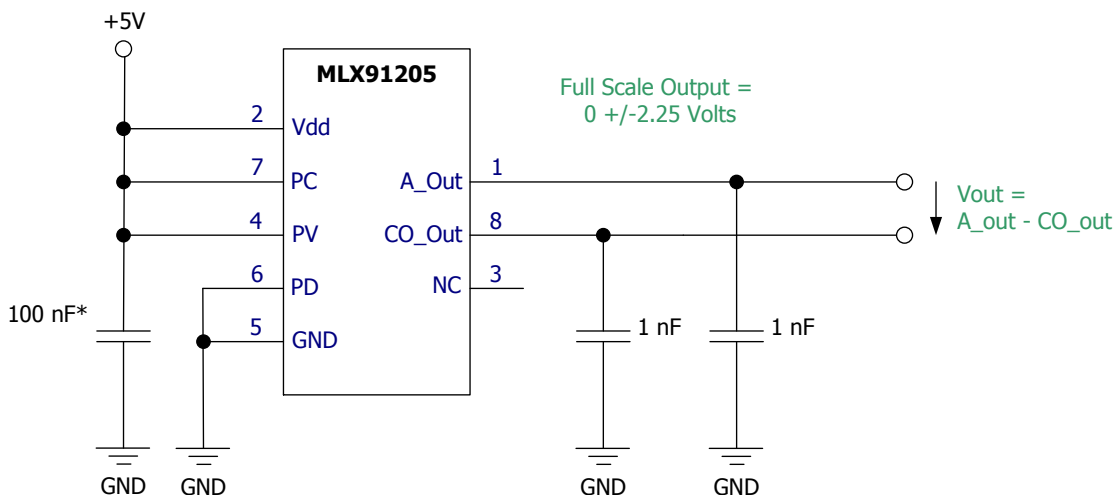 +5V
MLX91205
Full Scale Output =
0 +/-2.25 Volts
2
Vdd
7
PC
A_Out
1
Vout =
A_out - CO_out
4
PV
CO_Out
8
6
PD
NC
3
100 nF*
5
GND
1 nF
1 nF
GND
GND
GND
GND